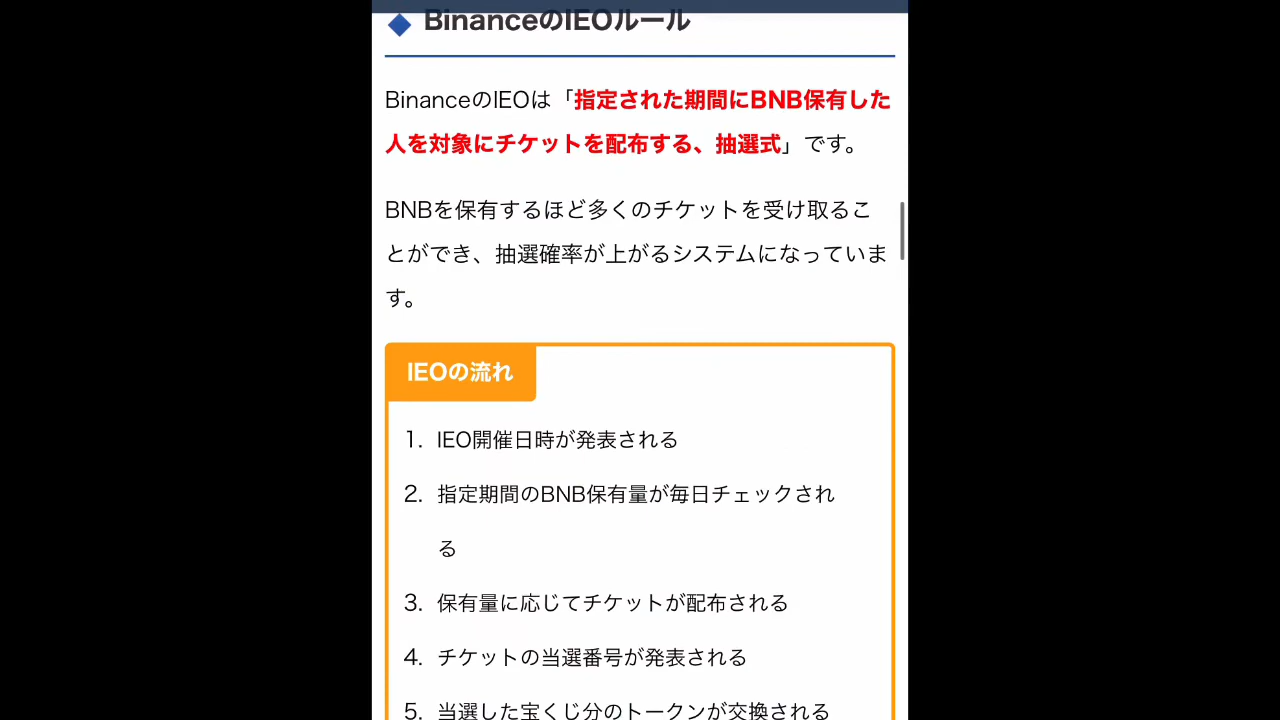 BinanceのIEOルール
BinanceのIEOは「指定された期間にBNB保有した
人を対象にチケットを配布する、抽選式」です。
BNBを保有するほど多くのチケットを受け取るこ
とができ、抽選確率が上がるシステムになっていま
す。
IEOの流れ
1. IEO開催日時が発表される
2. 指定期間のBNB保有量が毎日チェックされ
る
3. 保有量に応じてチケットが配布される
4. チケットの当選番号が発表される
5. 当選した宝くじ分のトークンが交換される